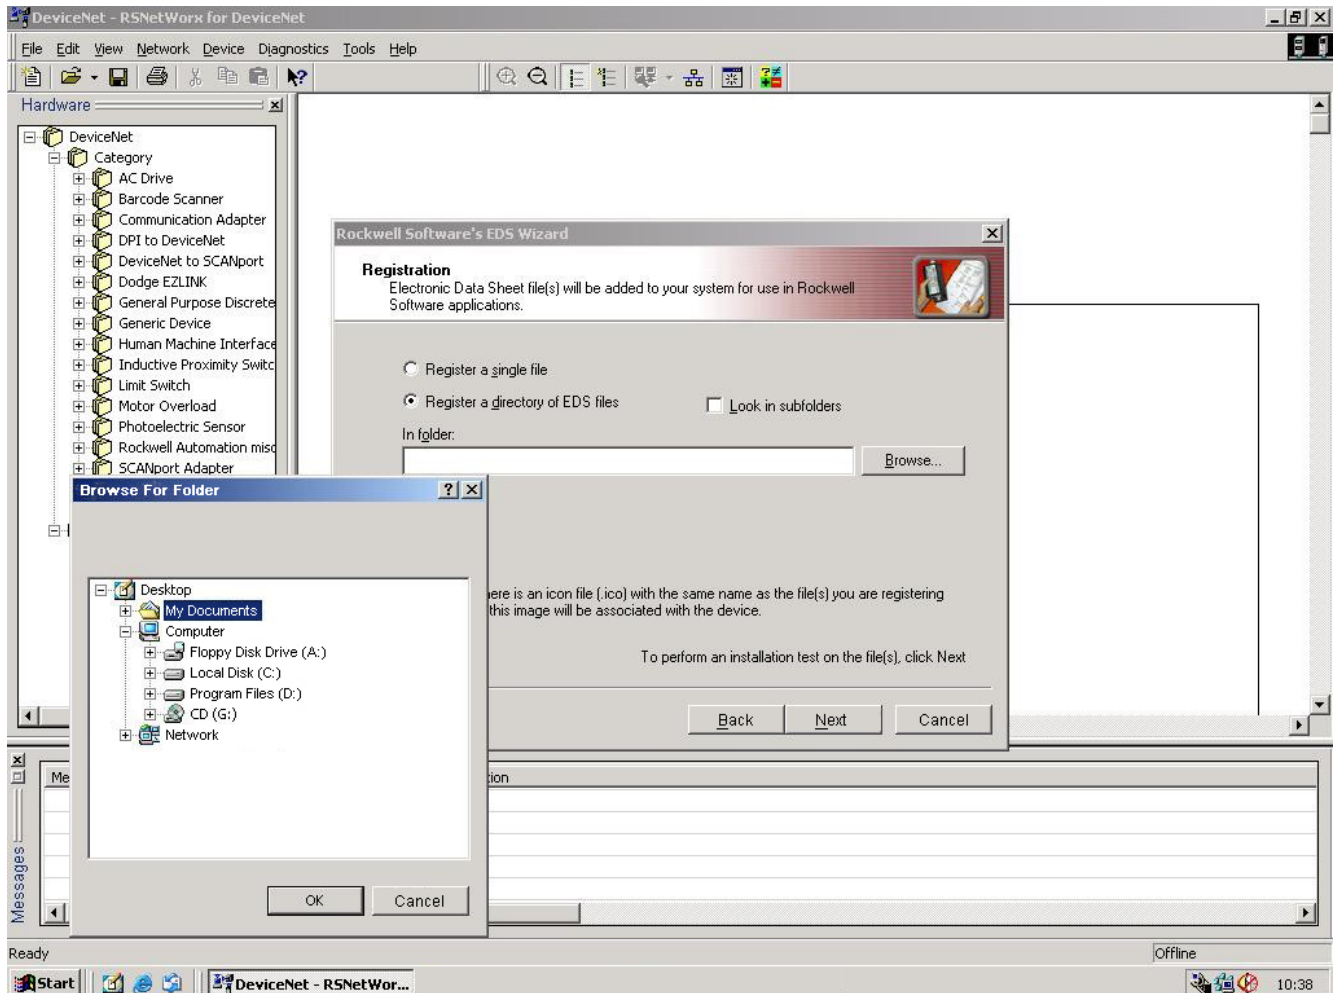 DeviceNet - RSNetWorx for DeviceNet
File Edit View Network Device Diagnostics Tools Help
Hardware
DeviceNet
Category
AC Drive
Barcode Scanner
Communication Adapter
DPI to DeviceNet
DeviceNet to SCANport
Dodge EZLINK
General Purpose Discrete
Generic Device
Human Machine Interface
Inductive Proximity Switc
Limit Switch
Motor Overload
Photoelectric Sensor
Rockwell Automation misc
SCANport Adapter
Rockwell Software's EDS Wizard
Registration
Electronic Data Sheet file(s) will be added to your system for use in Rockwell
Software applications.
Register a single file
Register a directory of EDS files
Look in subfolders
In folder:
Browse...
here is an icon file (.ico) with the same name as the file(s) you are registering
this image will be associated with the device.
To perform an installation test on the file(s), click Next
Back Next Cancel
Browse For Folder
Desktop
My Documents
Computer
Floppy Disk Drive (A:)
Local Disk (C:)
Program Files (D:)
CD (G:)
Network
OK Cancel
Messages
Me
ion
Ready
Offline
Start
DeviceNet - RSNetWor...
10:38